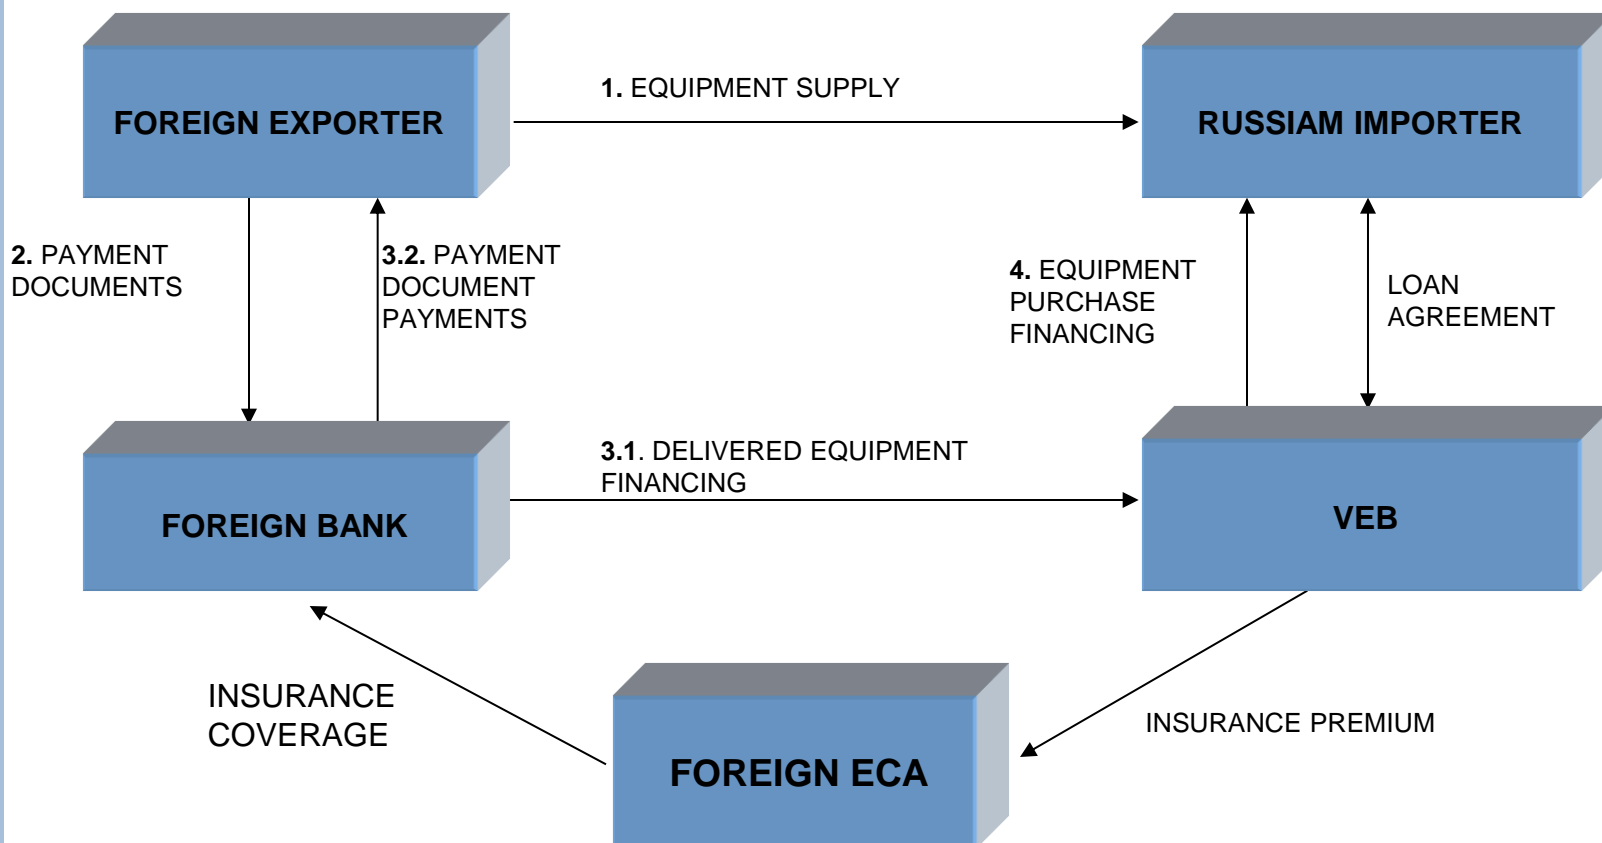 FOREIGN EXPORTER
1. EQUIPMENT SUPPLY
RUSSIAM IMPORTER
2. PAYMENT
DOCUMENTS
3.2. PAYMENT
DOCUMENT
PAYMENTS
4. EQUIPMENT
PURCHASE
FINANCING
LOAN
AGREEMENT
FOREIGN BANK
3.1. DELIVERED EQUIPMENT
FINANCING
VEB
INSURANCE
COVERAGE
FOREIGN ECA
INSURANCE PREMIUM